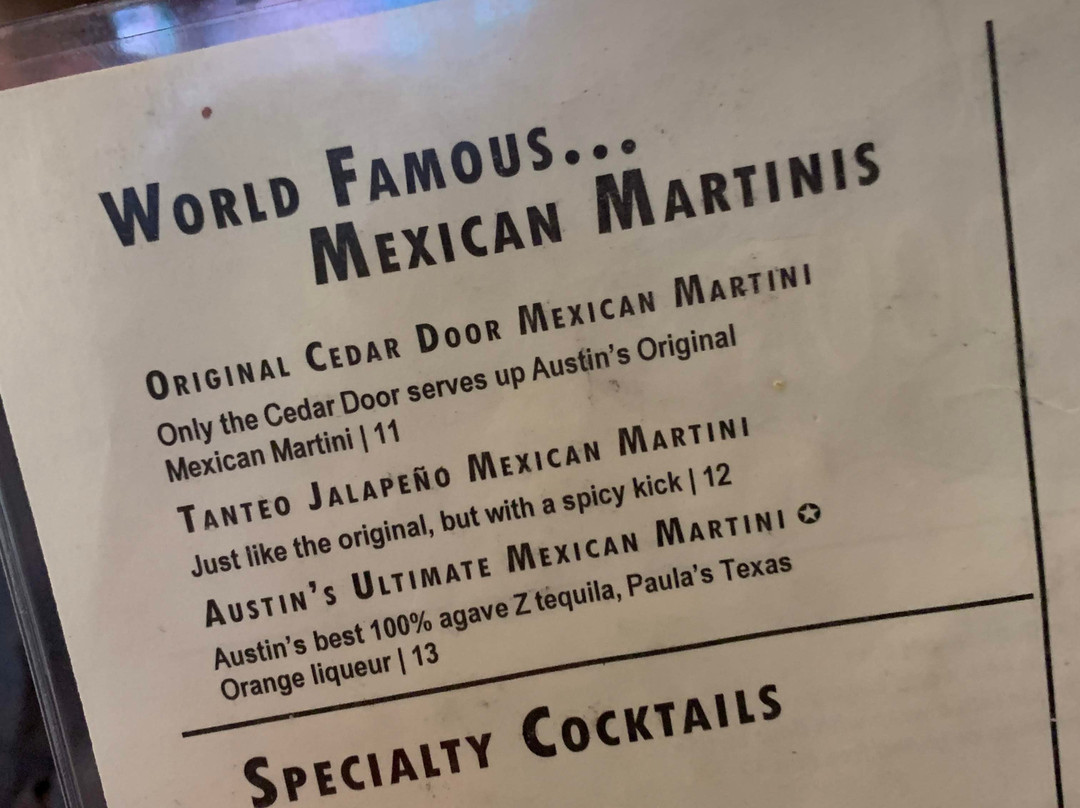 WORLD FAMOUS...
MEXICAN MARTINIS
ORIGINAL CEDAR DOOR MEXICAN MARTINI
Only the Cedar Door serves up Austin's Original
Mexican Martini | 11
TANTEO JALAPEÑO MEXICAN MARTINI
Just like the original, but with a spicy kick | 12
AUSTIN'S ULTIMATE MEXICAN MARTINI ✪
Austin's best 100% agave Z tequila, Paula's Texas
Orange liqueur | 13
SPECIALTY COCKTAILS